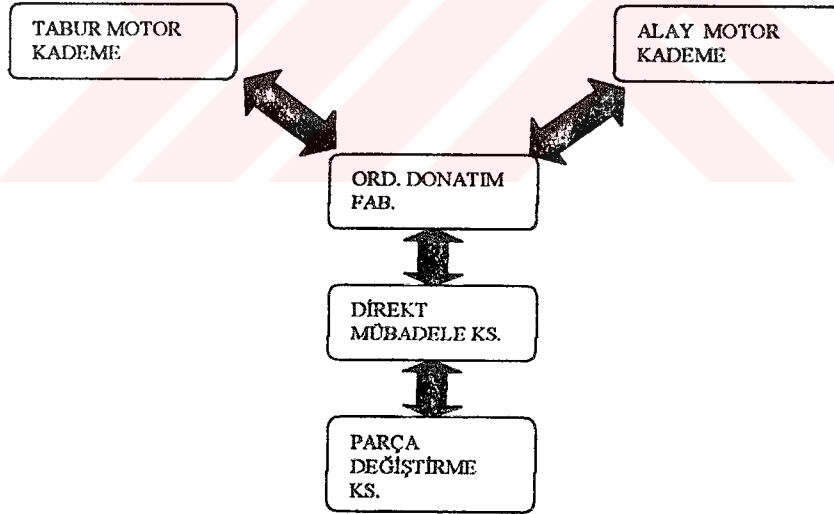 TABUR MOTOR
KADEME
ALAY MOTOR
KADEME
ORD. DONATIM
FAB.
DİREKT
MÜBADELE KS.
PARÇA
DEĞİŞTİRME
KS.